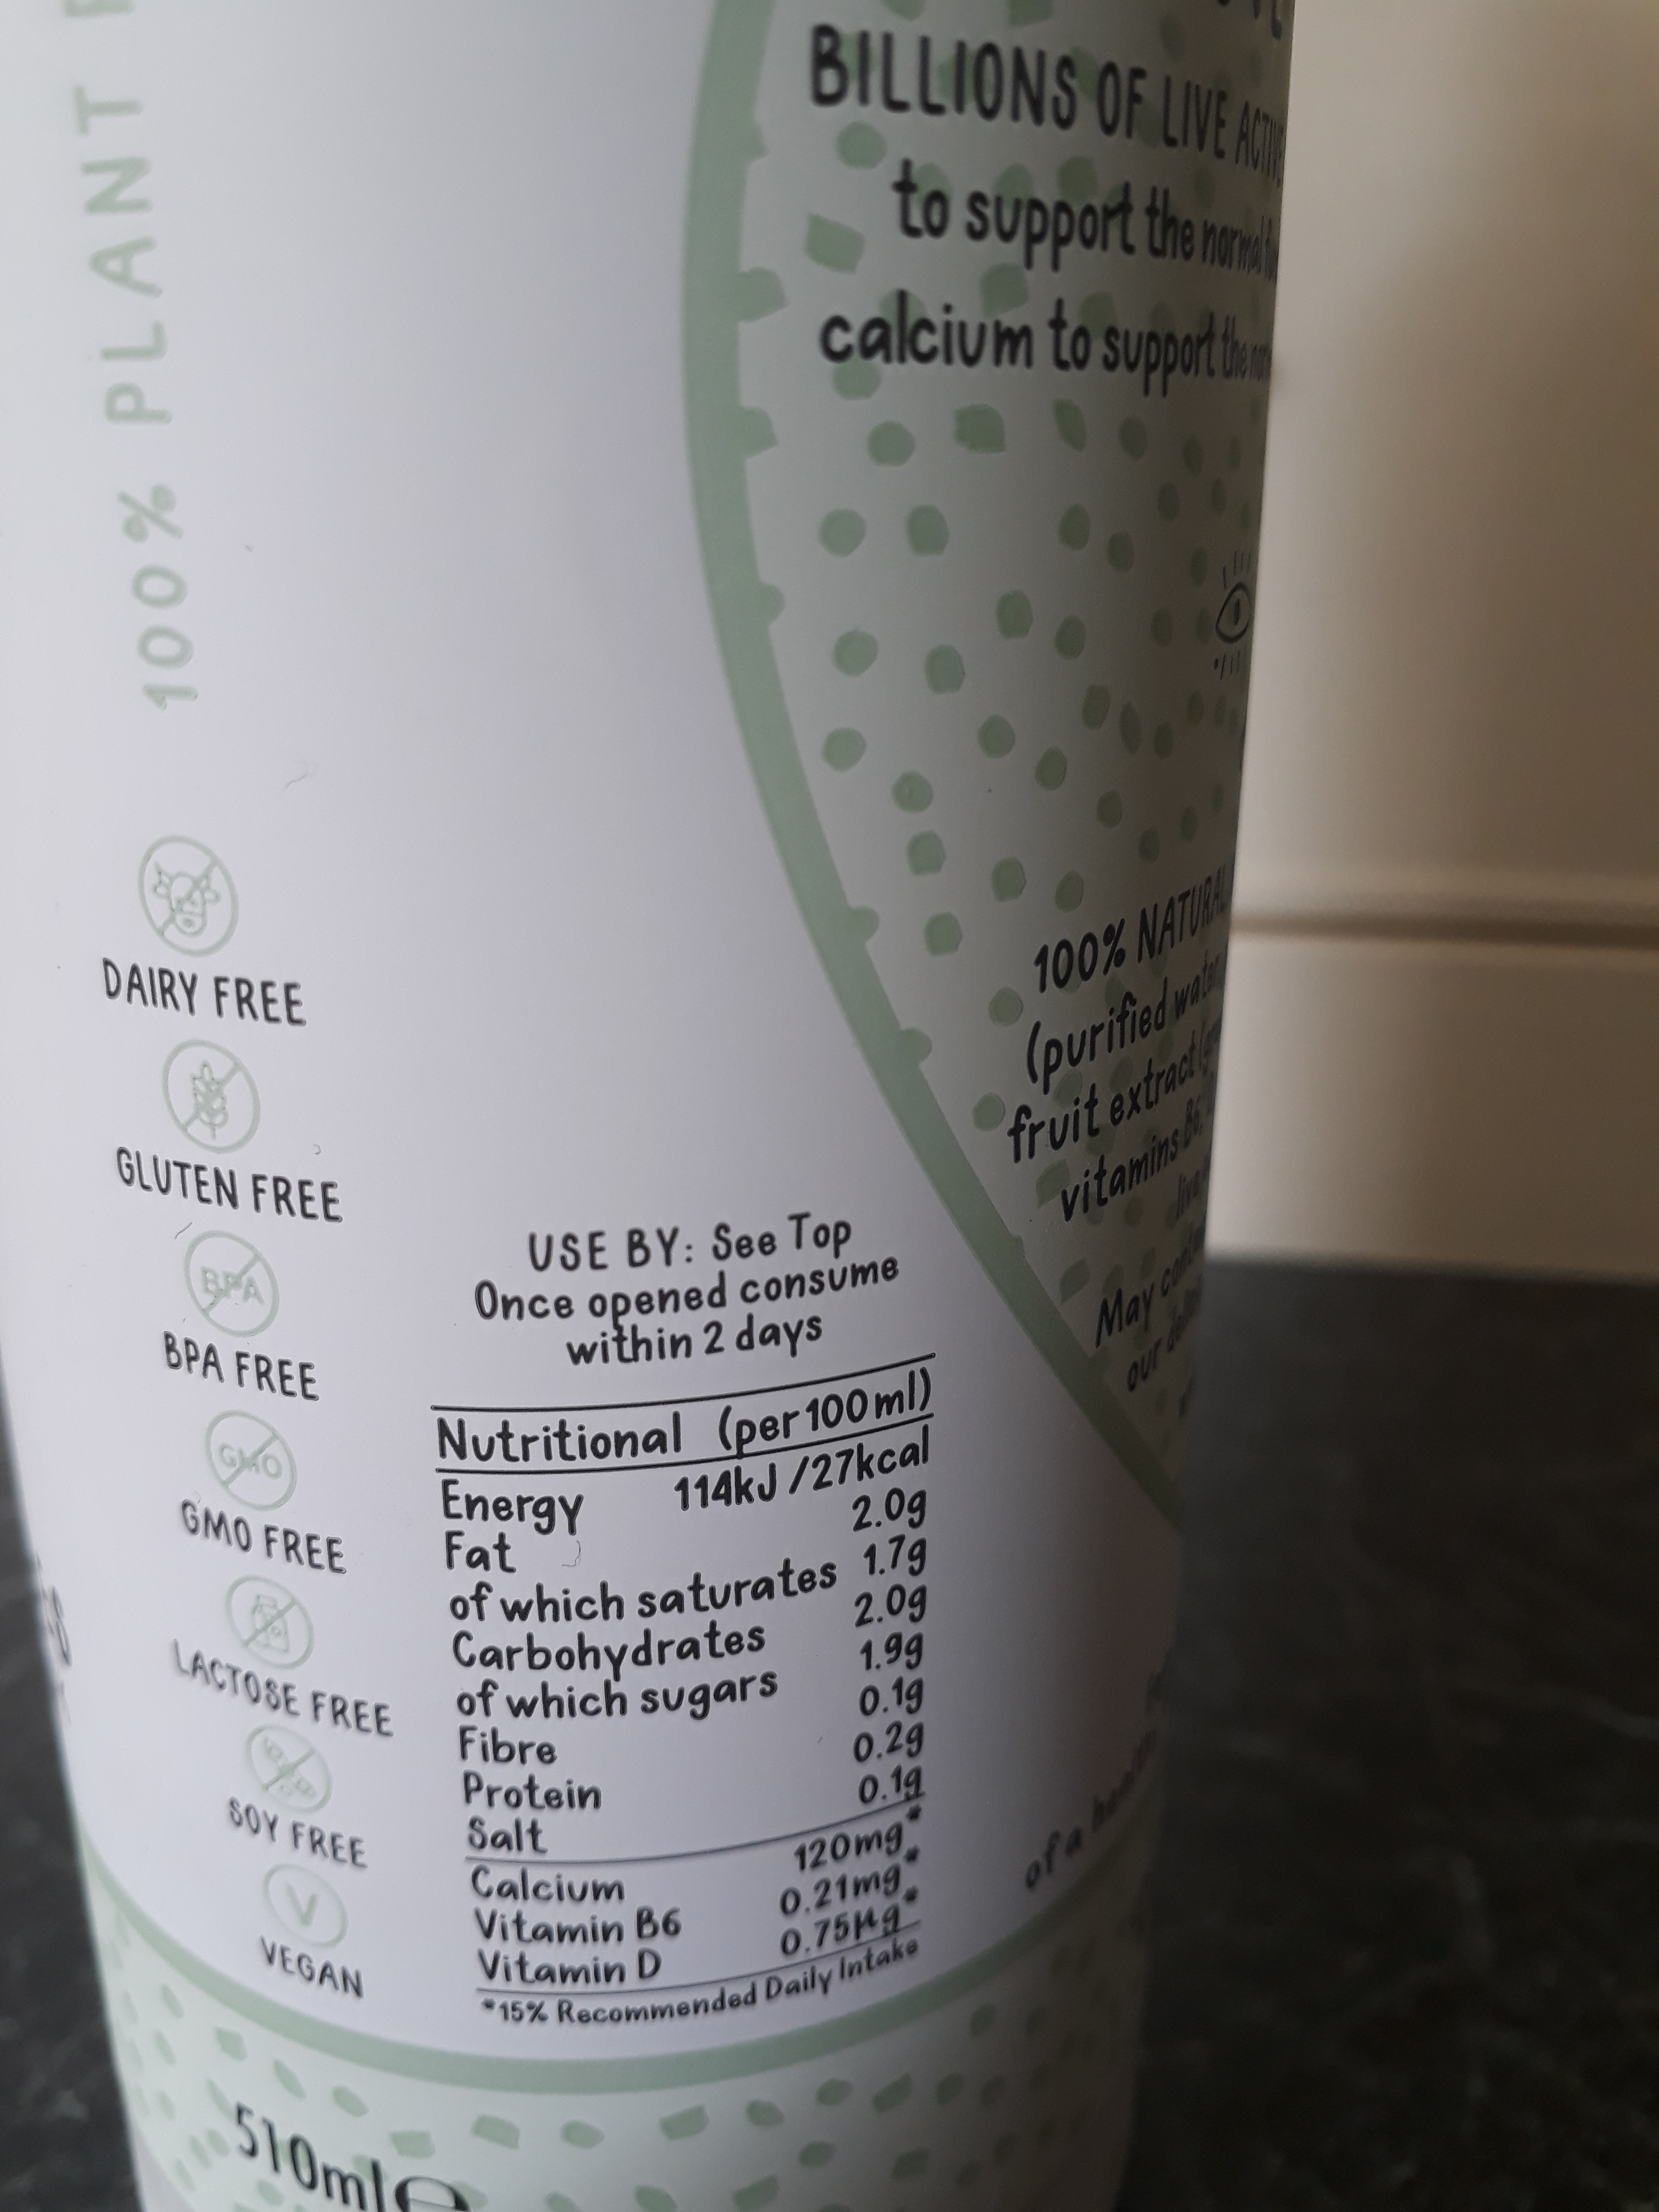 100% PLANT
BILLIONS OF LIVE
to support the normal
calcium to support the
100% NATURAL
(purified water
fruit extract
vitamins B6,
May
our
DAIRY FREE
GLUTEN FREE
BPA
BPA FREE
GMO
GMO FREE
LACTOSE FREE
SOY FREE
V
VEGAN
USE BY: See Top
Once opened consume
within 2 days
Nutritional (per 100ml)
Energy 114kJ /27kcal
Fat 2.0g
of which saturates 1.7g
Carbohydrates 2.0g
of which sugars 1.9g
Fibre 0.1g
Protein 0.2g
Salt 0.1g
Calcium 120mg*
Vitamin B6 0.21mg*
Vitamin D 0.75µg*
*15% Recommended Daily Intake
of a
510ml℮